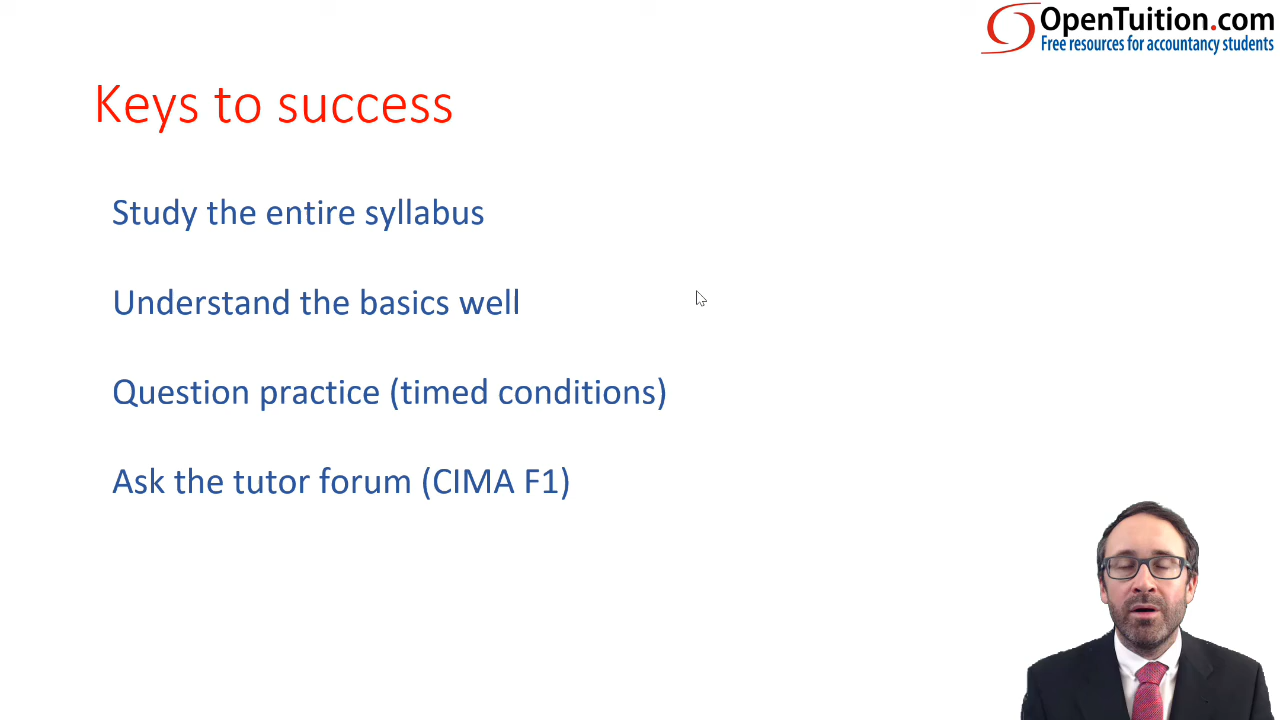 OpenTuition.com
Free resources for accountancy students
Keys to success
Study the entire syllabus
Understand the basics well
Question practice (timed conditions)
Ask the tutor forum (CIMA F1)